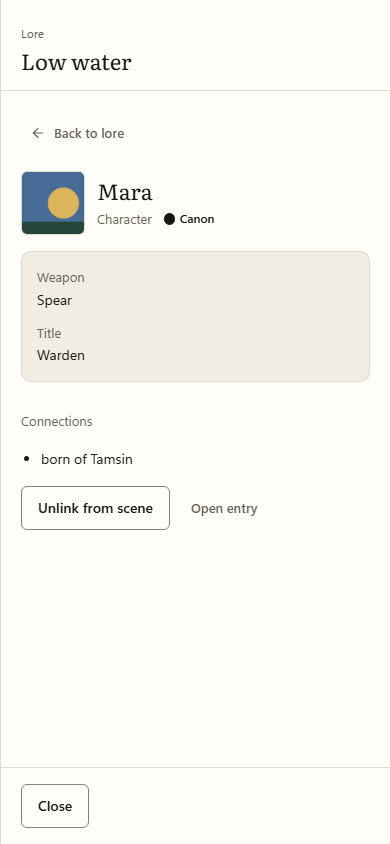 Lore
Low water
Back to lore
Mara
Character Canon
Weapon
Spear
Title
Warden
Connections
born of Tamsin
Unlink from scene Open entry
Close